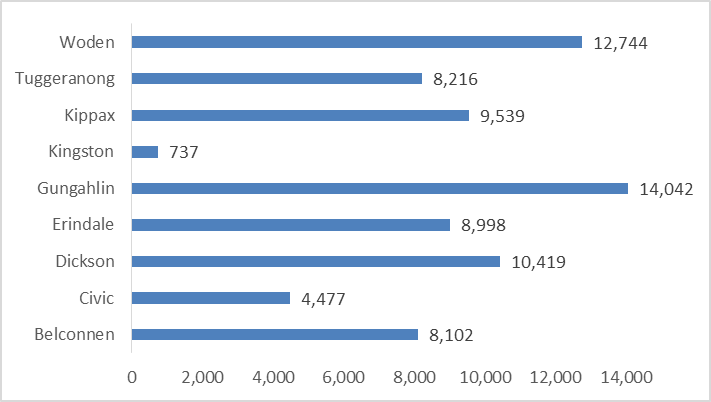 Woden 12,744
Tuggeranong 8,216
Kippax 9,539
Kingston 737
Gungahlin 14,042
Erindale 8,998
Dickson 10,419
Civic 4,477
Belconnen 8,102
0 2,000 4,000 6,000 8,000 10,000 12,000 14,000